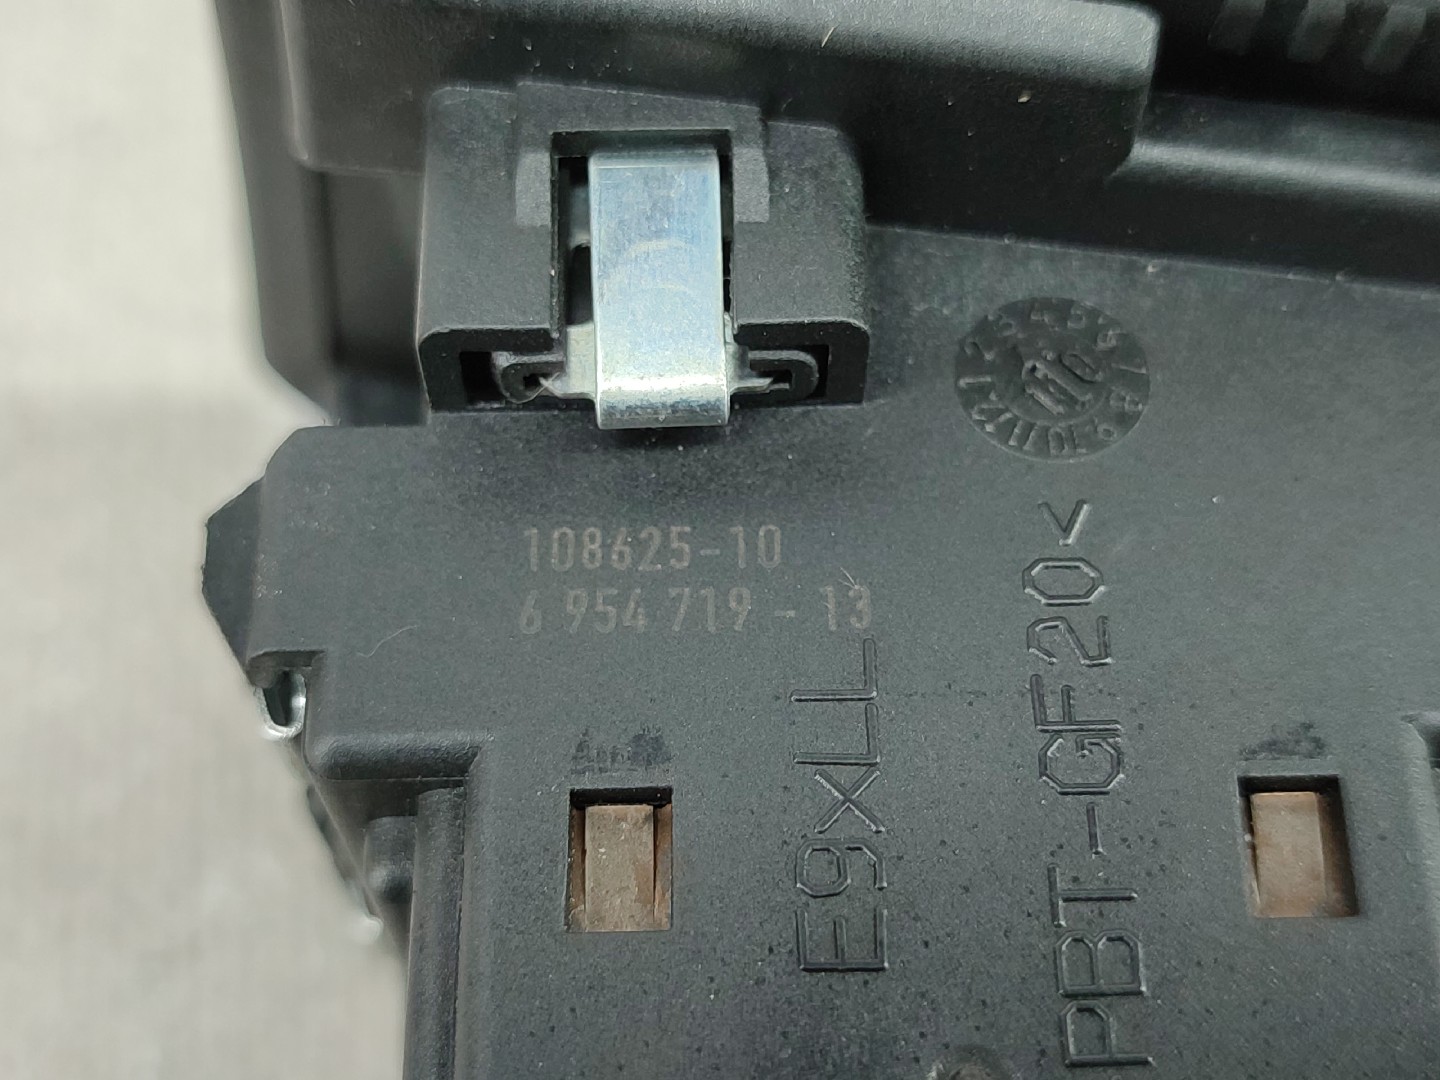 108625-10
6 954 719 - 13
E9xLL
PBT-GF20<